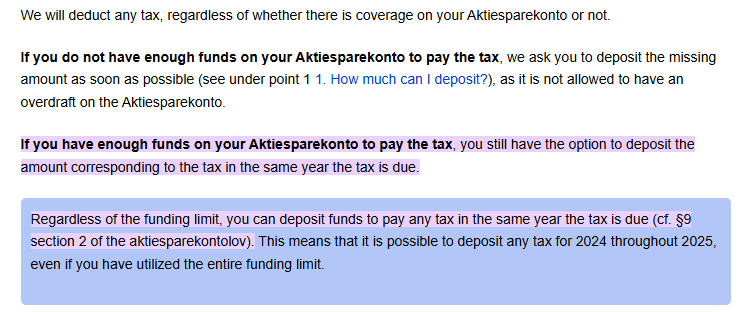 We will deduct any tax, regardless of whether there is coverage on your Aktiesparekonto or not.
If you do not have enough funds on your Aktiesparekonto to pay the tax, we ask you to deposit the missing
amount as soon as possible (see under point 1 1. How much can I deposit?), as it is not allowed to have an
overdraft on the Aktiesparekonto.
If you have enough funds on your Aktiesparekonto to pay the tax, you still have the option to deposit the
amount corresponding to the tax in the same year the tax is due.
Regardless of the funding limit, you can deposit funds to pay any tax in the same year the tax is due (cf. §9
section 2 of the aktiesparekontolov). This means that it is possible to deposit any tax for 2024 throughout 2025,
even if you have utilized the entire funding limit.